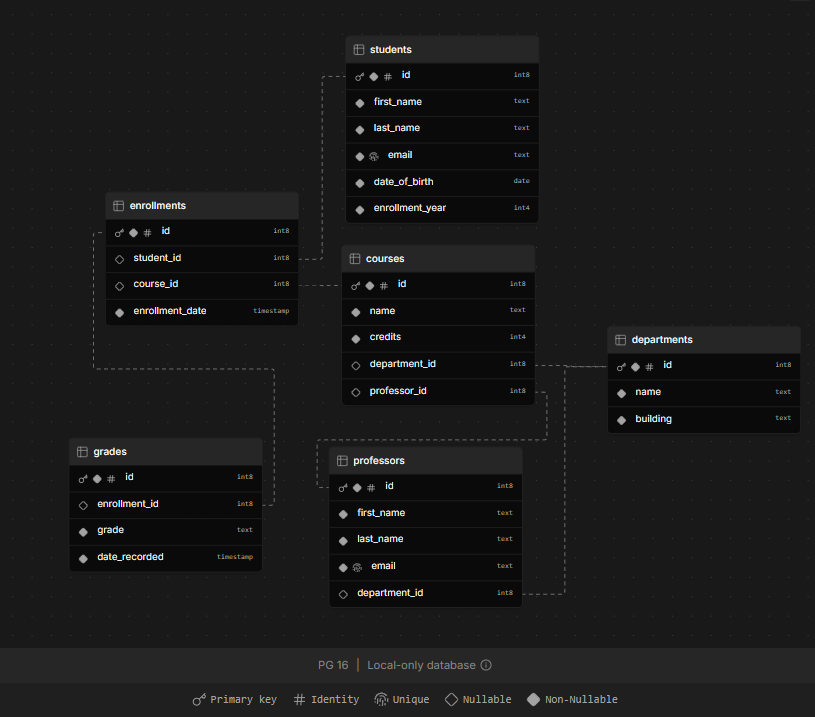 students
id int8
first_name text
last_name text
email text
date_of_birth date
enrollment_year int4
enrollments
id int8
student_id int8
course_id int8
enrollment_date timestamp
courses
id int8
name text
credits int4
department_id int8
professor_id int8
departments
id int8
name text
building text
grades
id int8
enrollment_id int8
grade text
date_recorded timestamp
professors
id int8
first_name text
last_name text
email text
department_id int8
PG 16 | Local-only database
Primary key # Identity Unique Nullable Non-Nullable